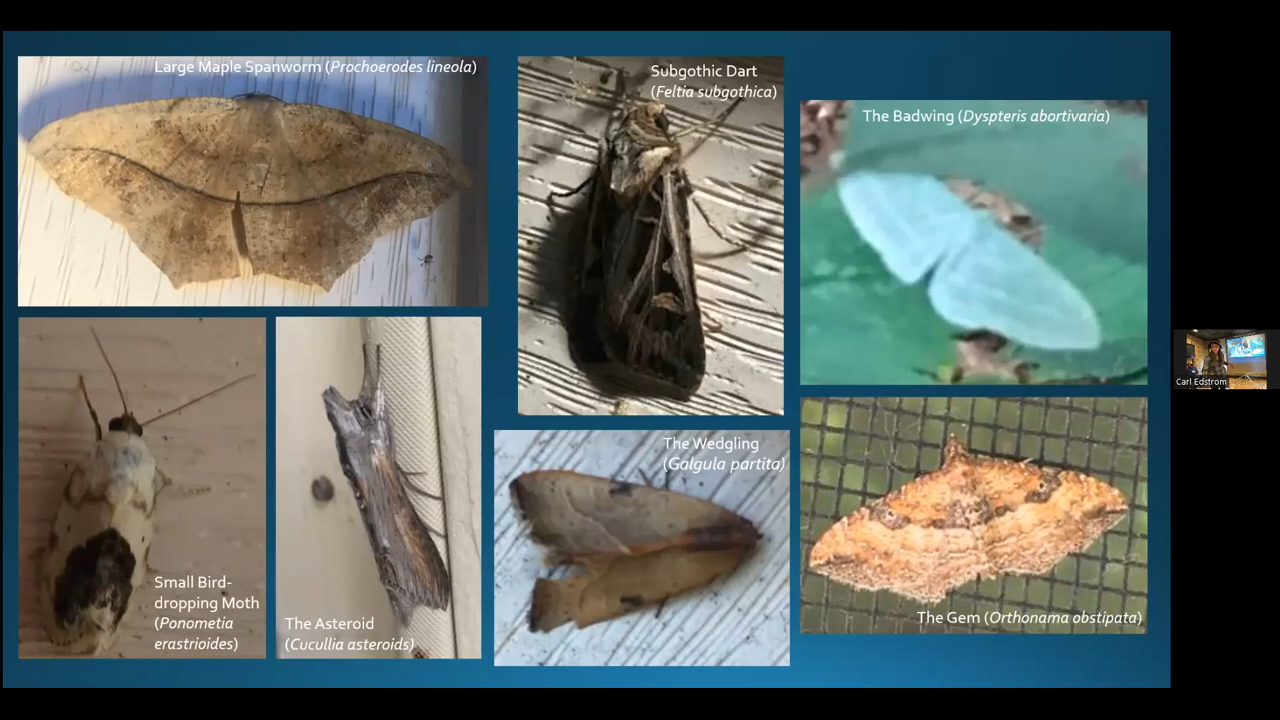 Large Maple Spanworm (Prochoerodes lineola)
Subgothic Dart
(Feltia subgothica)
The Badwing (Dyspteris abortivaria)
Small Bird-
dropping Moth
(Ponometia
erastrioides)
The Asteroid
(Cucullia asteroids)
The Wedgling
(Galgula partita)
The Gem (Orthonama obstipata)
Carl Edstrom